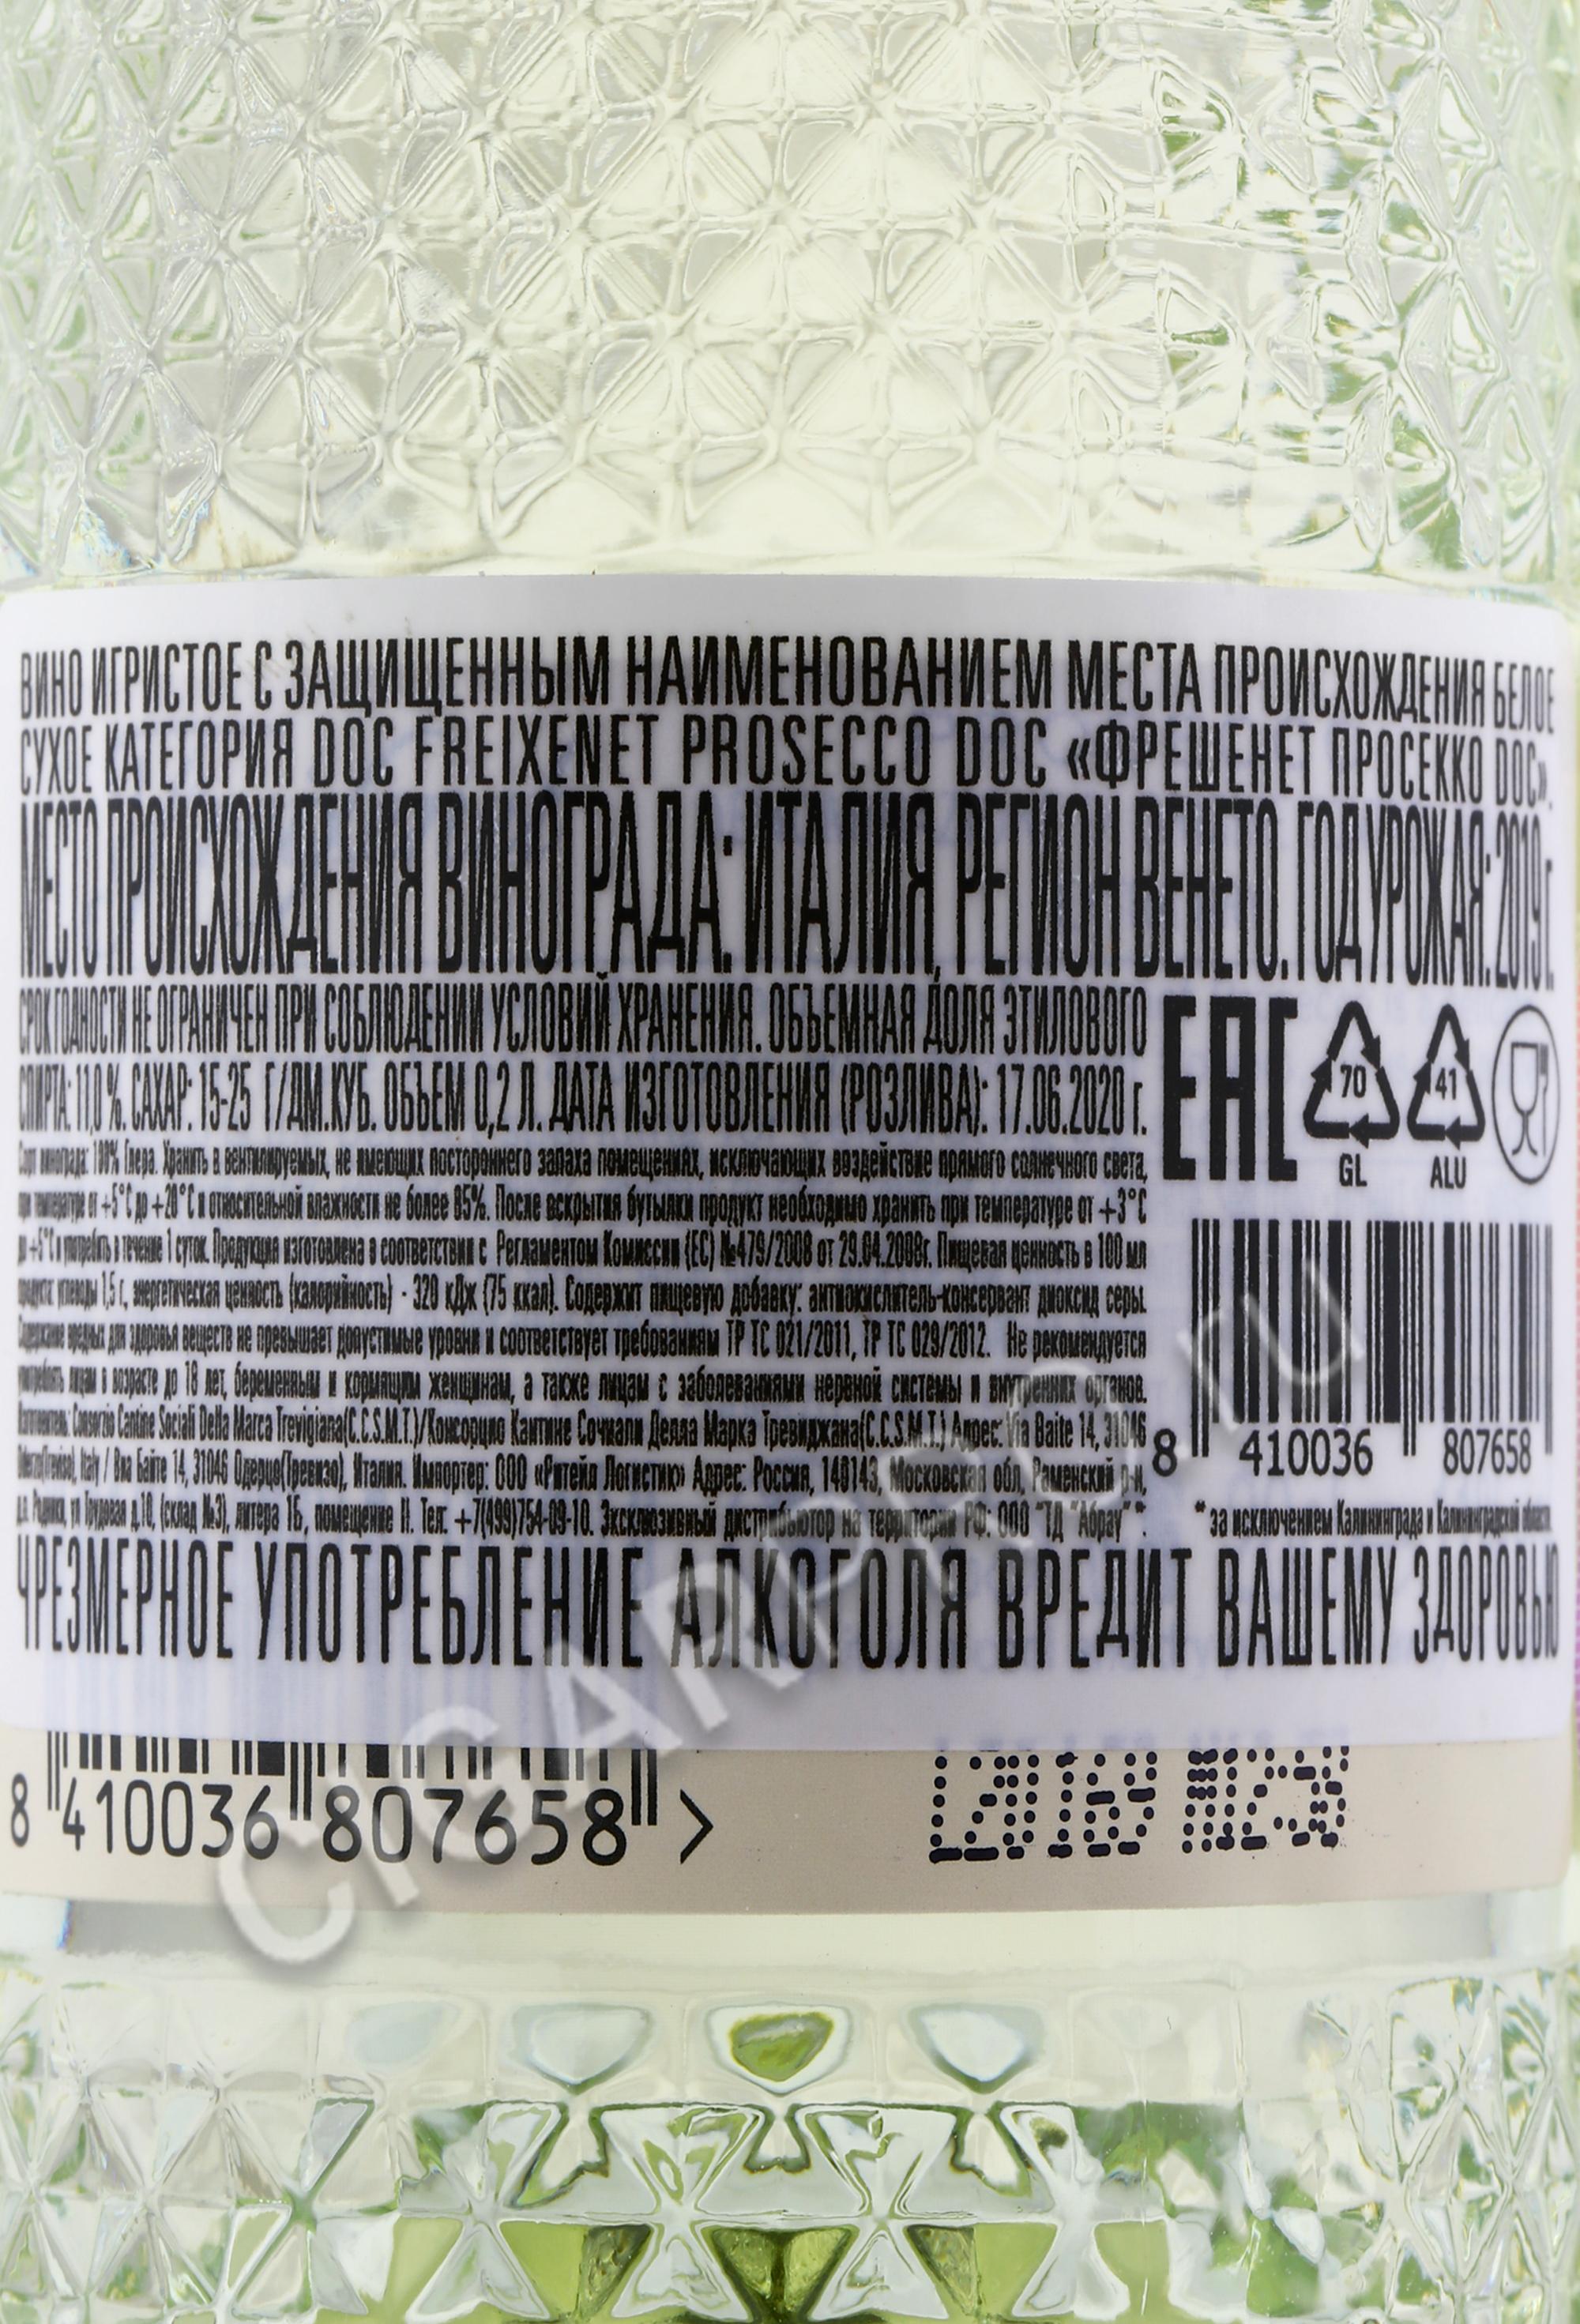 ВИНО ИГРИСТОЕ С ЗАЩИЩЕННЫМ НАИМЕНОВАНИЕМ МЕСТА ПРОИСХОЖДЕНИЯ БЕЛОЕ
СУХОЕ КАТЕГОРИЯ DOC FREIXENET PROSECCO DOC «ФРЕШЕНЕТ ПРОСЕККО DOC».
МЕСТО ПРОИСХОЖДЕНИЯ ВИНОГРАДА: ИТАЛИЯ, РЕГИОН ВЕНЕТО. ГОД УРОЖАЯ: 2019 г.
СРОК ГОДНОСТИ НЕ ОГРАНИЧЕН ПРИ СОБЛЮДЕНИИ УСЛОВИЙ ХРАНЕНИЯ. ОБЪЕМНАЯ ДОЛЯ ЭТИЛОВОГО
СПИРТА: 11,0 %. САХАР: 15-25 Г/ДМ.КУБ. ОБЪЕМ 0,2 Л. ДАТА ИЗГОТОВЛЕНИЯ (РОЗЛИВА): 17.06.2020 г.
Сорт винограда: 100% Глера. Хранить в вентилируемых, не имеющих постороннего запаха помещениях, исключающих воздействие прямого солнечного света,
при температуре от +5°С до +20°С и относительной влажности не более 85%. После вскрытия бутылки продукт необходимо хранить при температуре от +3°С
до +5°С и употребить в течение 1 суток. Продукция изготовлена в соответствии с Регламентом Комиссии (ЕС) №479/2008 от 29.04.2008г. Пищевая ценность в 100 мл
продукта: углеводы 1,5 г., энергетическая ценность (калорийность) - 320 кДж (75 ккал). Содержит пищевую добавку: антиокислитель-консервант диоксид серы.
Содержание вредных для здоровья веществ не превышает допустимые уровни и соответствует требованиям ТР ТС 021/2011, ТР ТС 029/2012. Не рекомендуется
употреблять лицам в возрасте до 18 лет, беременным и кормящим женщинам, а также лицам с заболеваниями нервной системы и внутренних органов.
Изготовитель: Consorzio Cantine Sociali Della Marca Trevigiana(C.C.S.M.T.)/Консорцио Кантине Сочиали Делла Марка Тревиджана(C.C.S.M.T.) Адрес: Via Baite 14, 31046
Oderzo(Treviso), Italy / Виа Байте 14, 31046 Одерцо(Тревизо), Италия. Импортер: ООО «Ритейл Логистик» Адрес: Россия, 140143, Московская обл, Раменский р-н,
д.п. Родники, ул Трудовая д.10, (склад №3), литера 1Б, помещение II. Тел: +7(499)754-09-10. Эксклюзивный дистрибьютор на территории РФ: ООО "ТД "Абрау" *.
EAC
70
GL
41
ALU
8 410036 807658
* за исключением Калининграда и Калининградской области
ЧРЕЗМЕРНОЕ УПОТРЕБЛЕНИЕ АЛКОГОЛЯ ВРЕДИТ ВАШЕМУ ЗДОРОВЬЮ
8 410036 807658 >
CIGARPRO.RU